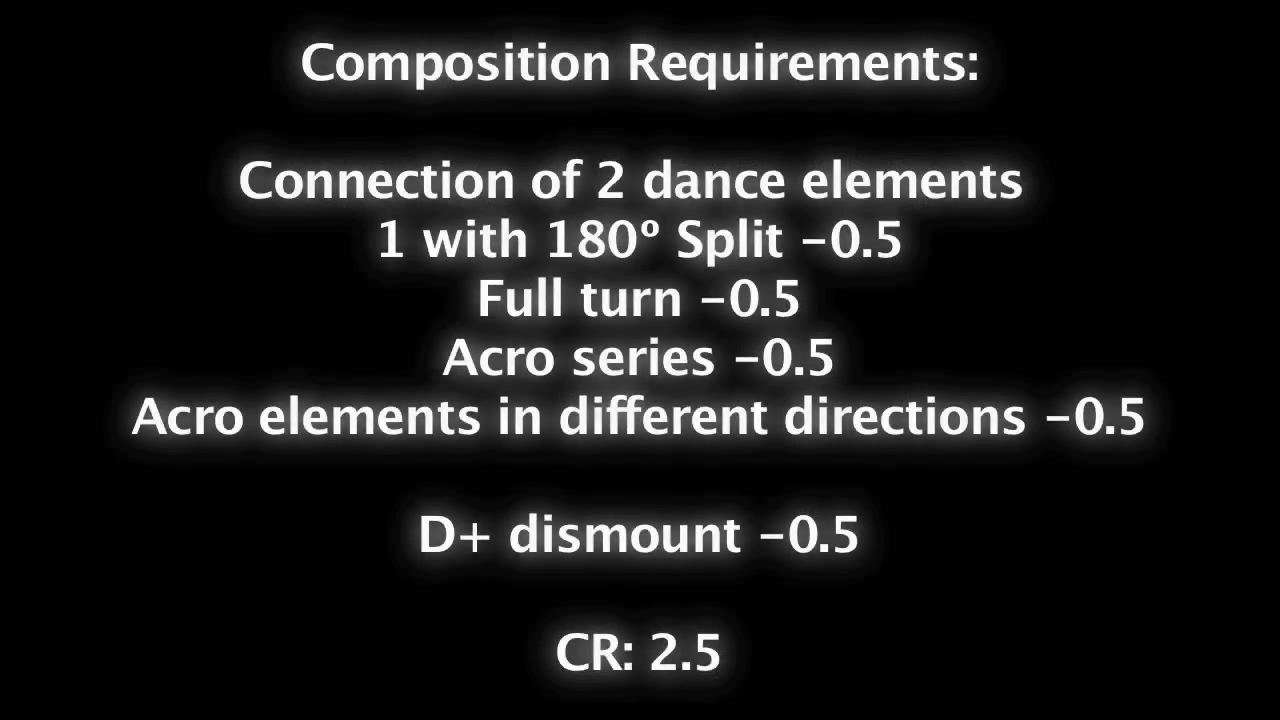 Composition Requirements:
Connection of 2 dance elements
1 with 180º Split -0.5
Full turn -0.5
Acro series -0.5
Acro elements in different directions -0.5
D+ dismount -0.5
CR: 2.5